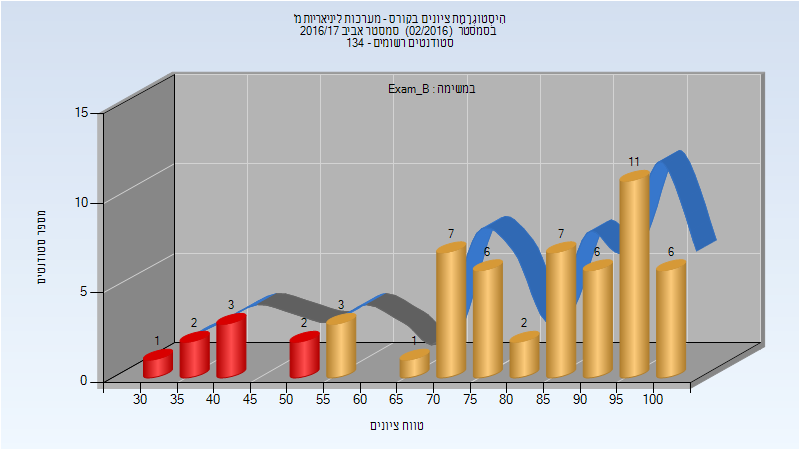 היסטוגרמת ציונים בקורס - מערכות ליניאריות מ'
בסמסטר (02/2016) סמסטר אביב 2016/17
סטודנטים רשומים - 134
במשימה : Exam_B
מספר סטודנטים
15
10
5
0
1
2
3
2
3
1
7
6
2
7
6
11
6
30 35 40 45 50 55 60 65 70 75 80 85 90 95 100
טווח ציונים